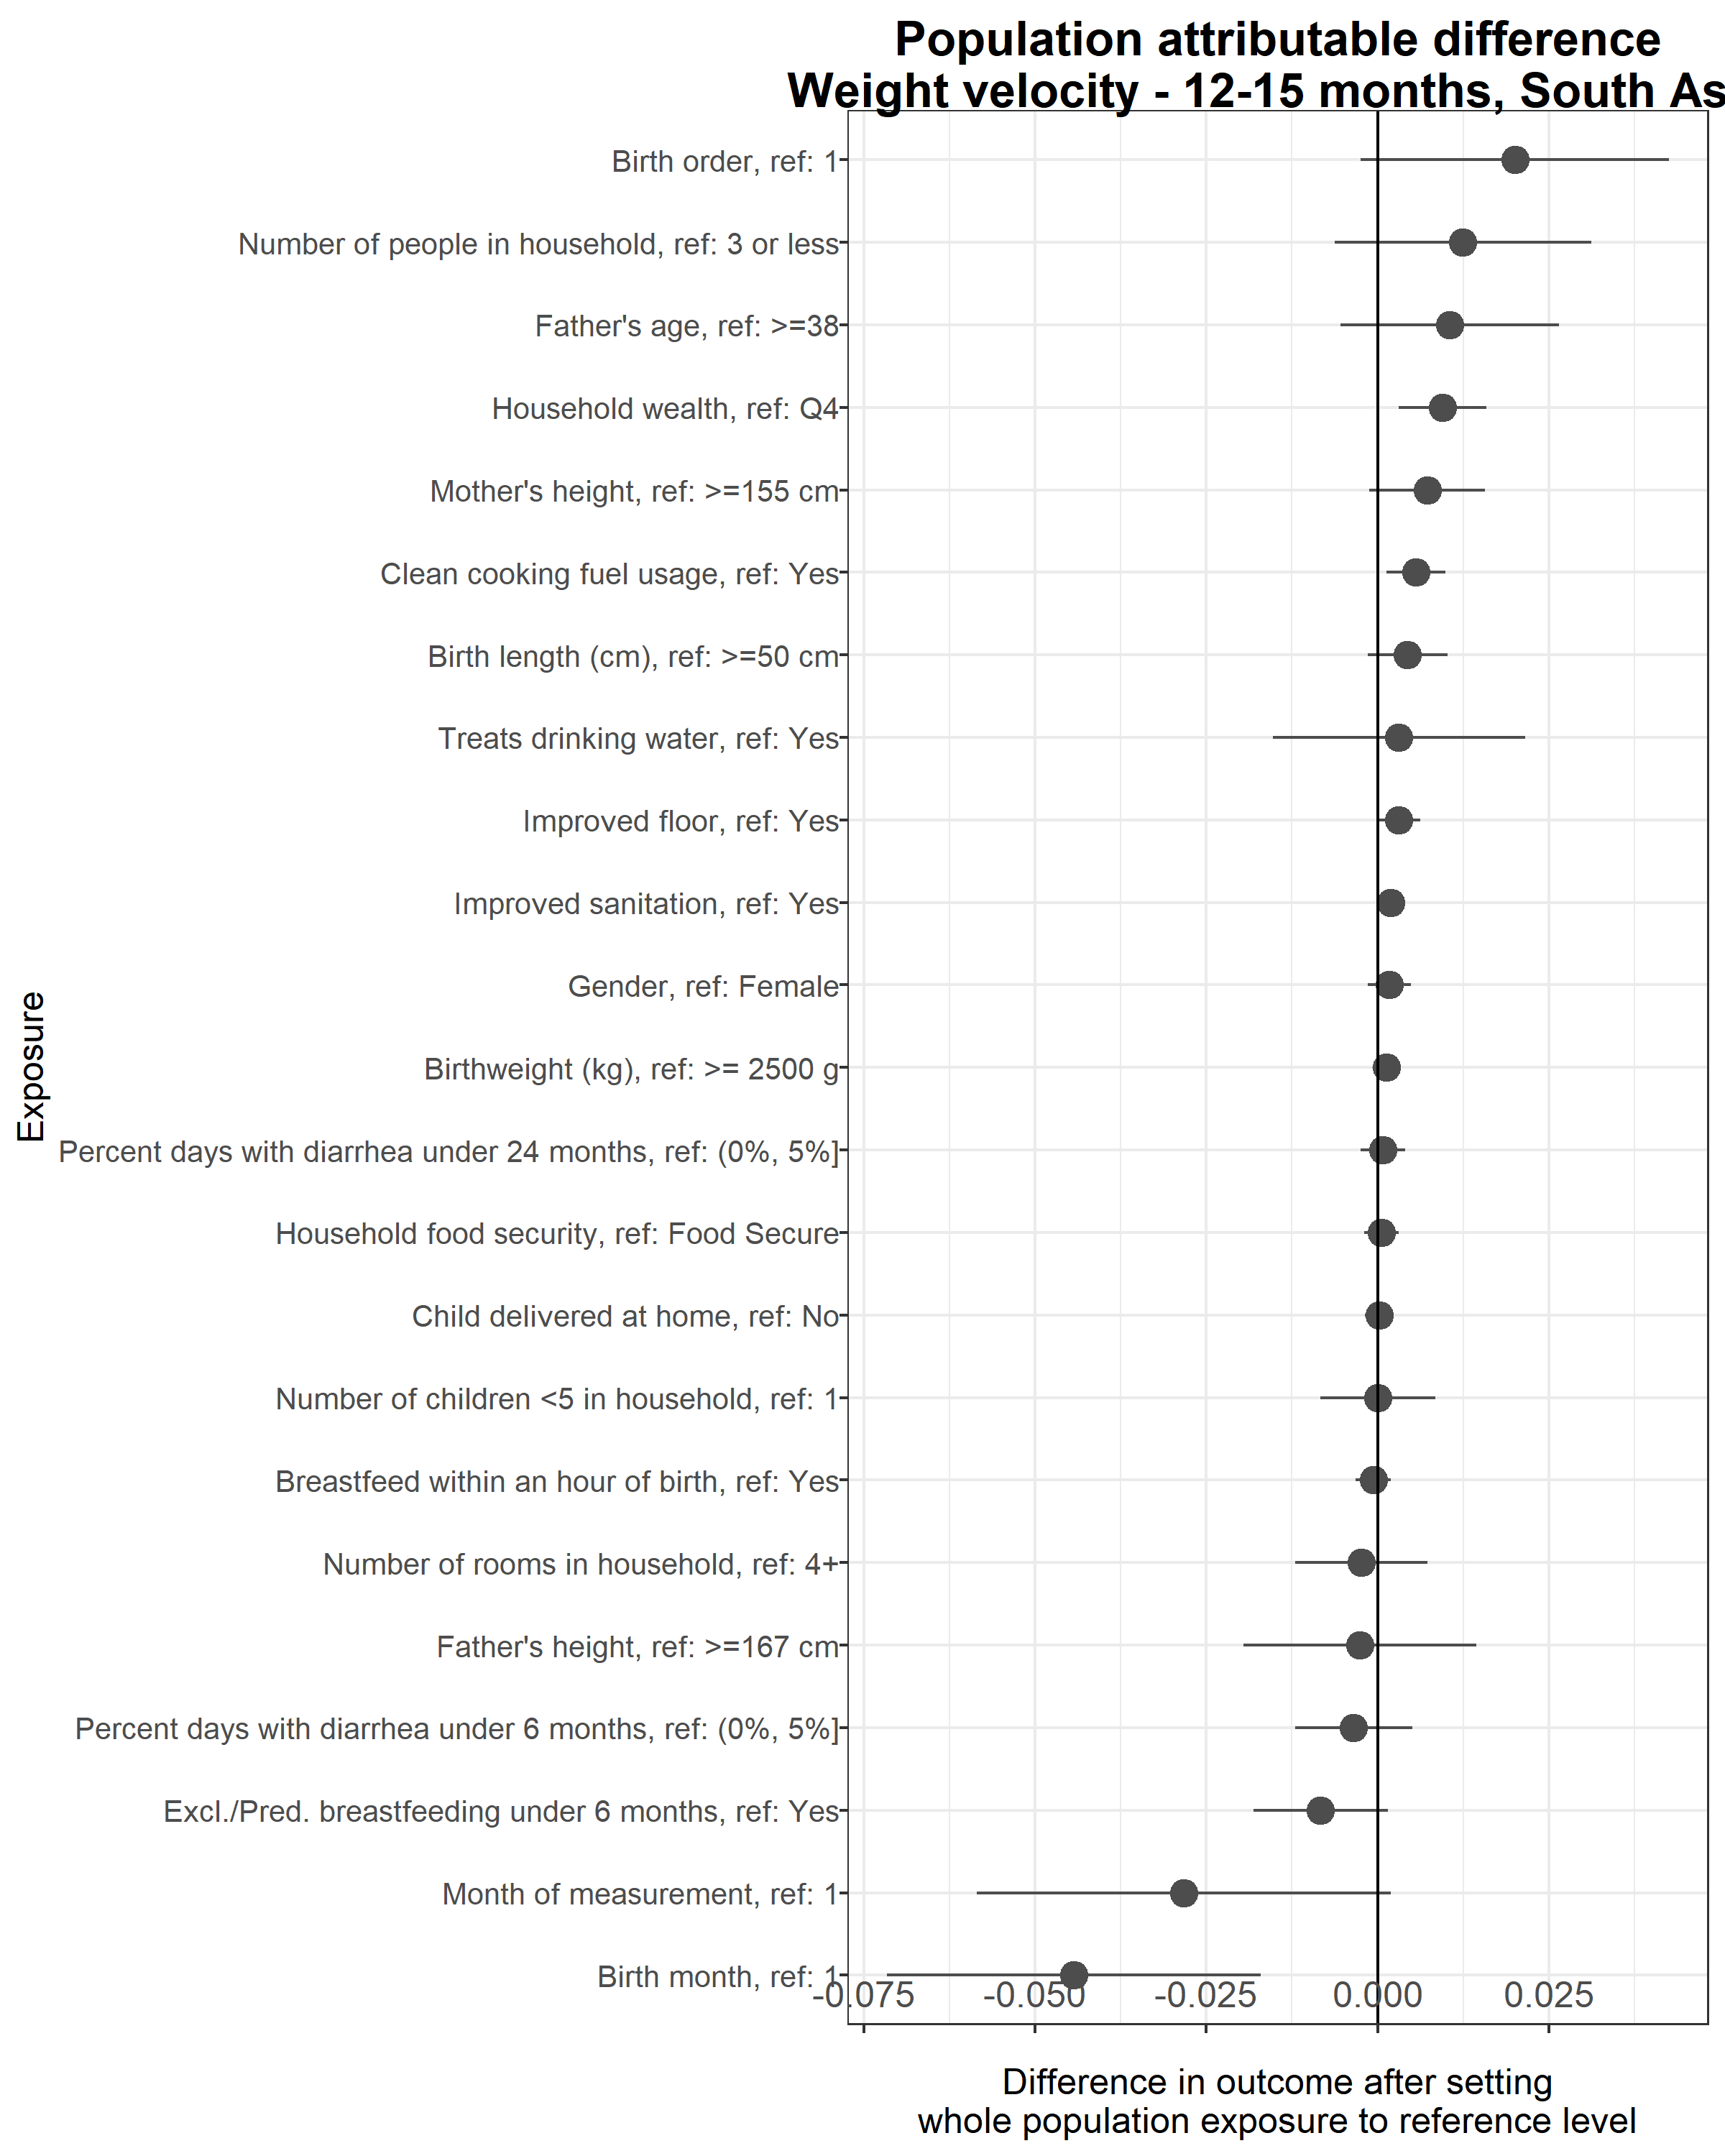 Population attributable difference
Weight velocity - 12-15 months, South As
Birth order, ref: 1
Number of people in household, ref: 3 or less
Father's age, ref: >=38
Household wealth, ref: Q4
Mother's height, ref: >=155 cm
Clean cooking fuel usage, ref: Yes
Birth length (cm), ref: >=50 cm
Treats drinking water, ref: Yes
Improved floor, ref: Yes
Improved sanitation, ref: Yes
Gender, ref: Female
Birthweight (kg), ref: >= 2500 g
Percent days with diarrhea under 24 months, ref: (0%, 5%]
Household food security, ref: Food Secure
Child delivered at home, ref: No
Number of children <5 in household, ref: 1
Breastfeed within an hour of birth, ref: Yes
Number of rooms in household, ref: 4+
Father's height, ref: >=167 cm
Percent days with diarrhea under 6 months, ref: (0%, 5%]
Excl./Pred. breastfeeding under 6 months, ref: Yes
Month of measurement, ref: 1
Birth month, ref: 1
Exposure
-0.075 -0.050 -0.025 0.000 0.025
Difference in outcome after setting
whole population exposure to reference level